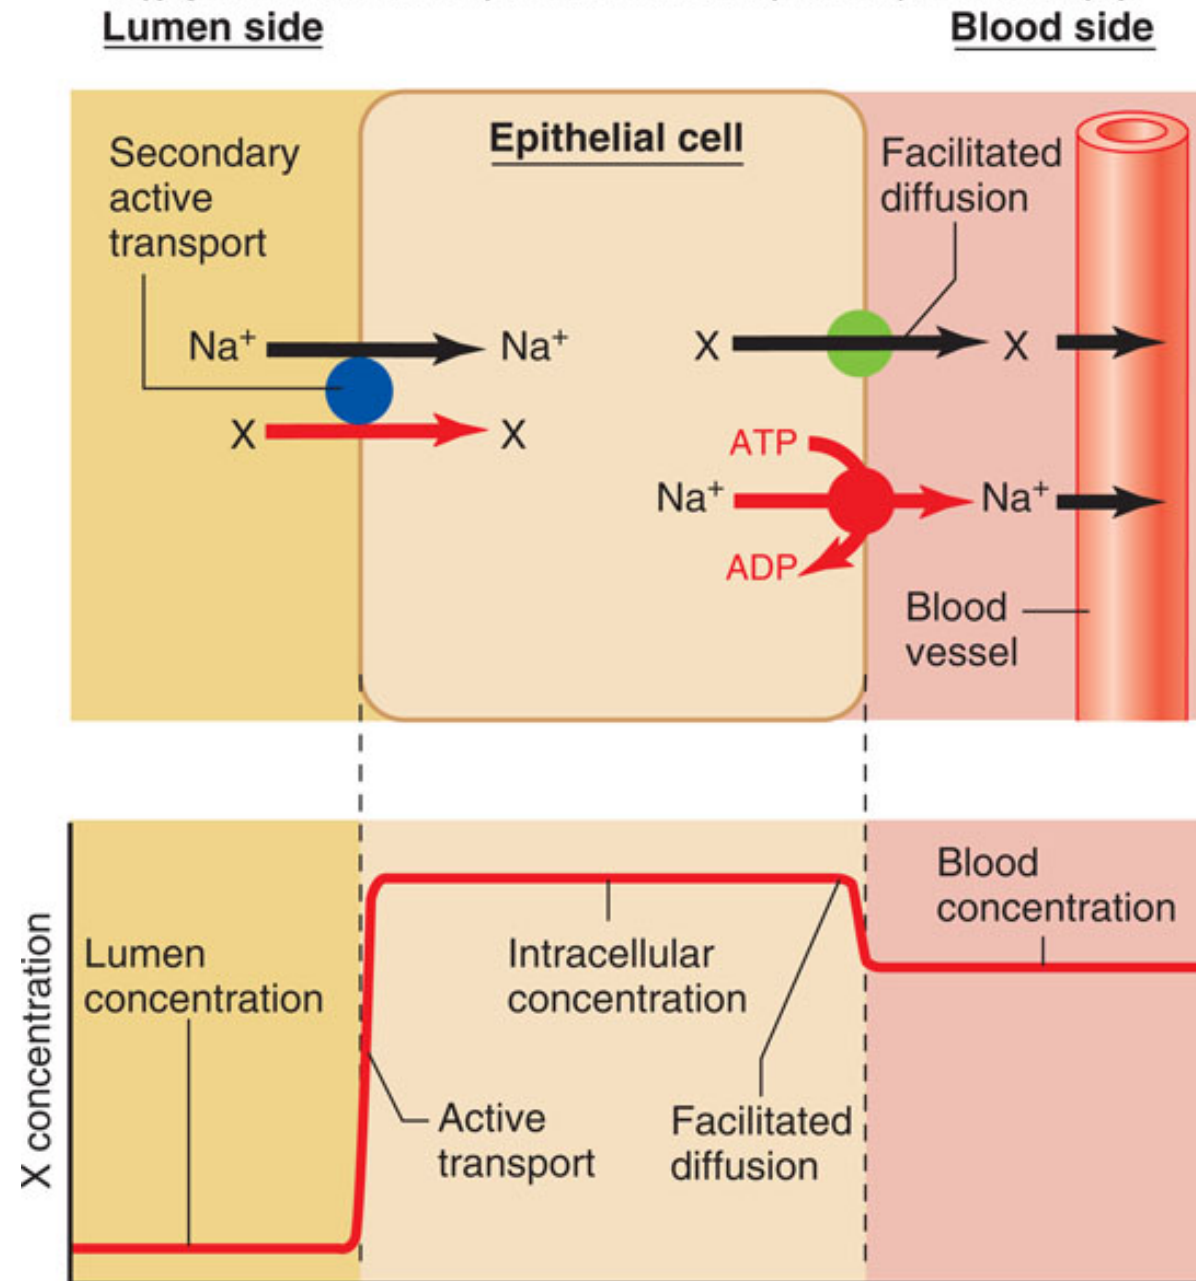 Lumen side
Blood side
Epithelial cell
Secondary
active
transport
Facilitated
diffusion
Na⁺
Na⁺
X
X
X
X
ATP
Na⁺
Na⁺
ADP
Blood
vessel
X concentration
Lumen
concentration
Intracellular
concentration
Blood
concentration
Active
transport
Facilitated
diffusion